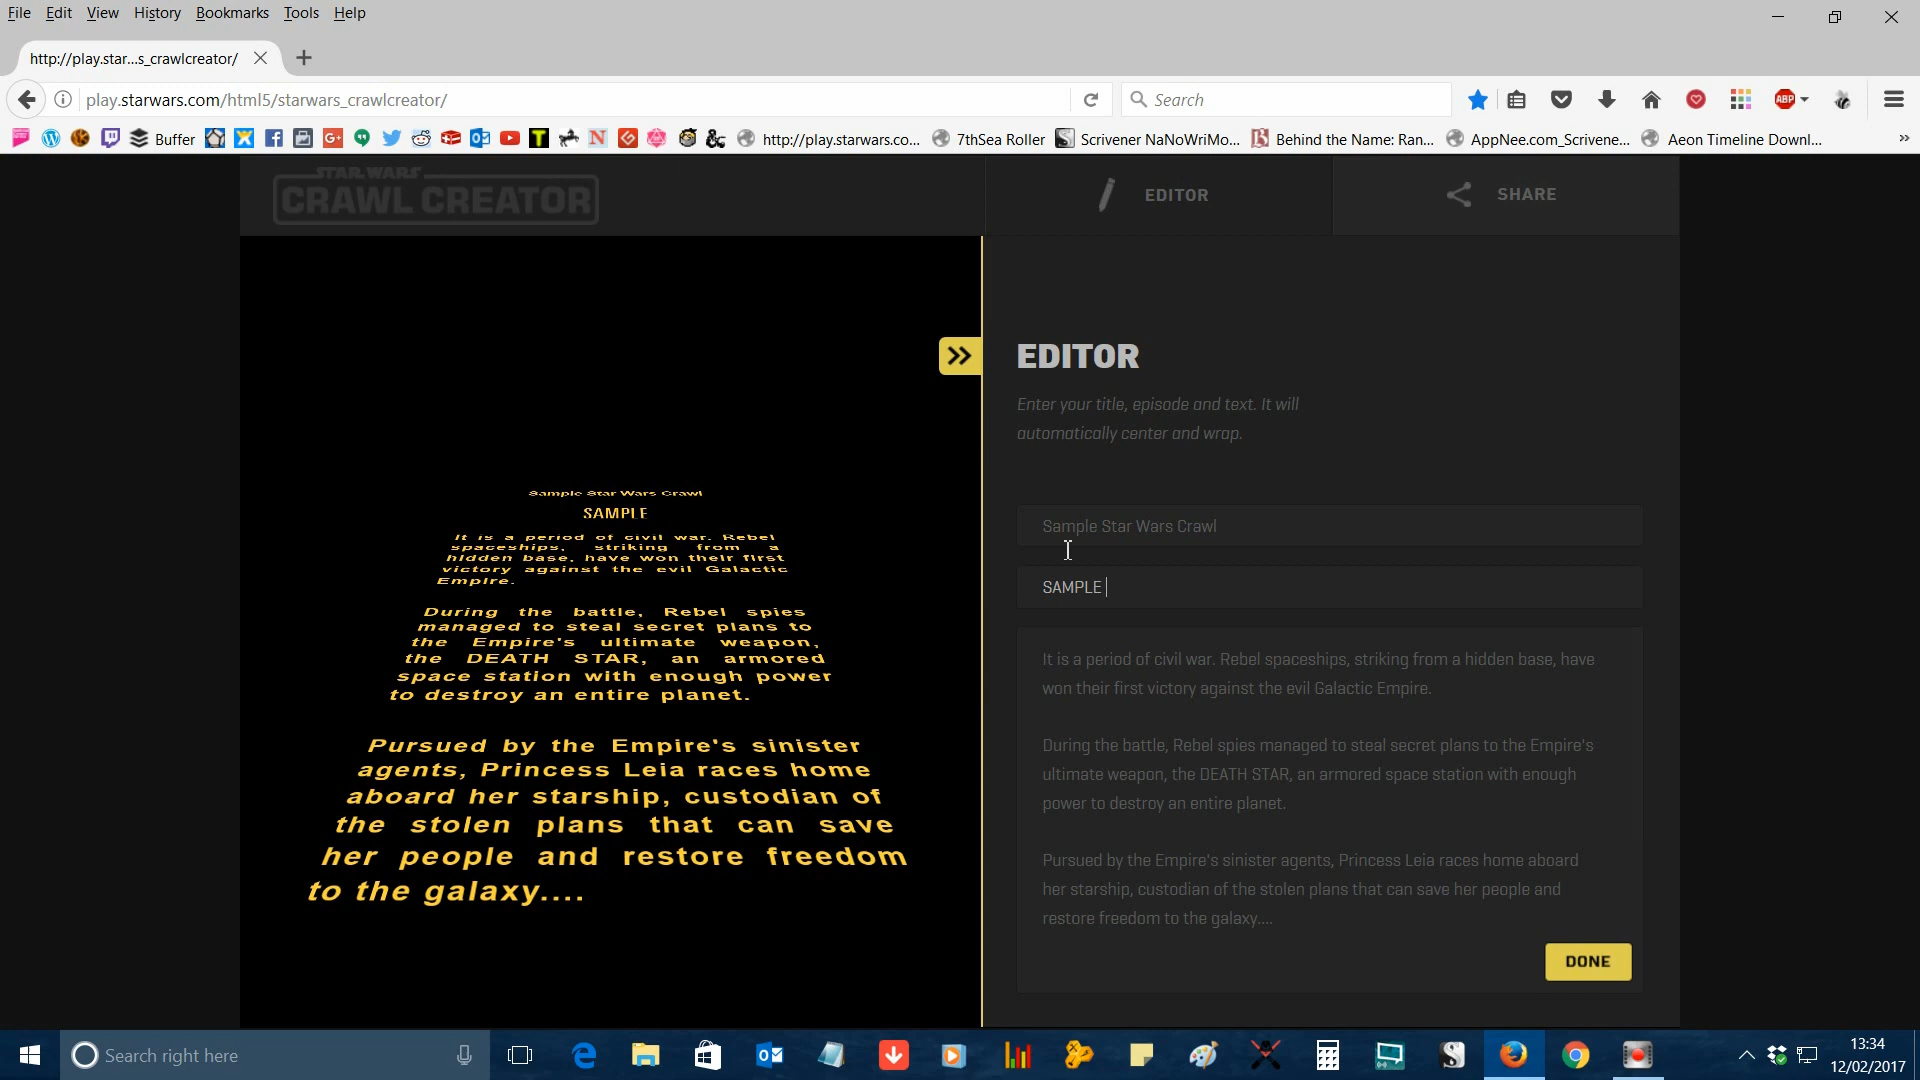 File Edit View History Bookmarks Tools Help
http://play.star...s_crawlcreator/
play.starwars.com/html5/starwars_crawlcreator/
Search
ABP
Buffer
http://play.starwars.co...
7thSea Roller
Scrivener NaNoWriMo...
Behind the Name: Ran...
AppNee.com_Scrivene...
Aeon Timeline Downl...
STAR WARS
CRAWL CREATOR
EDITOR
SHARE
Sample Star Wars Crawl
SAMPLE
It is a period of civil war. Rebel
spaceships, striking from a
hidden base, have won their first
victory against the evil Galactic
Empire.
During the battle, Rebel spies
managed to steal secret plans to
the Empire's ultimate weapon,
the DEATH STAR, an armored
space station with enough power
to destroy an entire planet.
Pursued by the Empire's sinister
agents, Princess Leia races home
aboard her starship, custodian of
the stolen plans that can save
her people and restore freedom
to the galaxy....
EDITOR
Enter your title, episode and text. It will
automatically center and wrap.
Sample Star Wars Crawl
SAMPLE
It is a period of civil war. Rebel spaceships, striking from a hidden base, have
won their first victory against the evil Galactic Empire.
During the battle, Rebel spies managed to steal secret plans to the Empire's
ultimate weapon, the DEATH STAR, an armored space station with enough
power to destroy an entire planet.
Pursued by the Empire's sinister agents, Princess Leia races home aboard
her starship, custodian of the stolen plans that can save her people and
restore freedom to the galaxy....
DONE
Search right here
13:34
12/02/2017